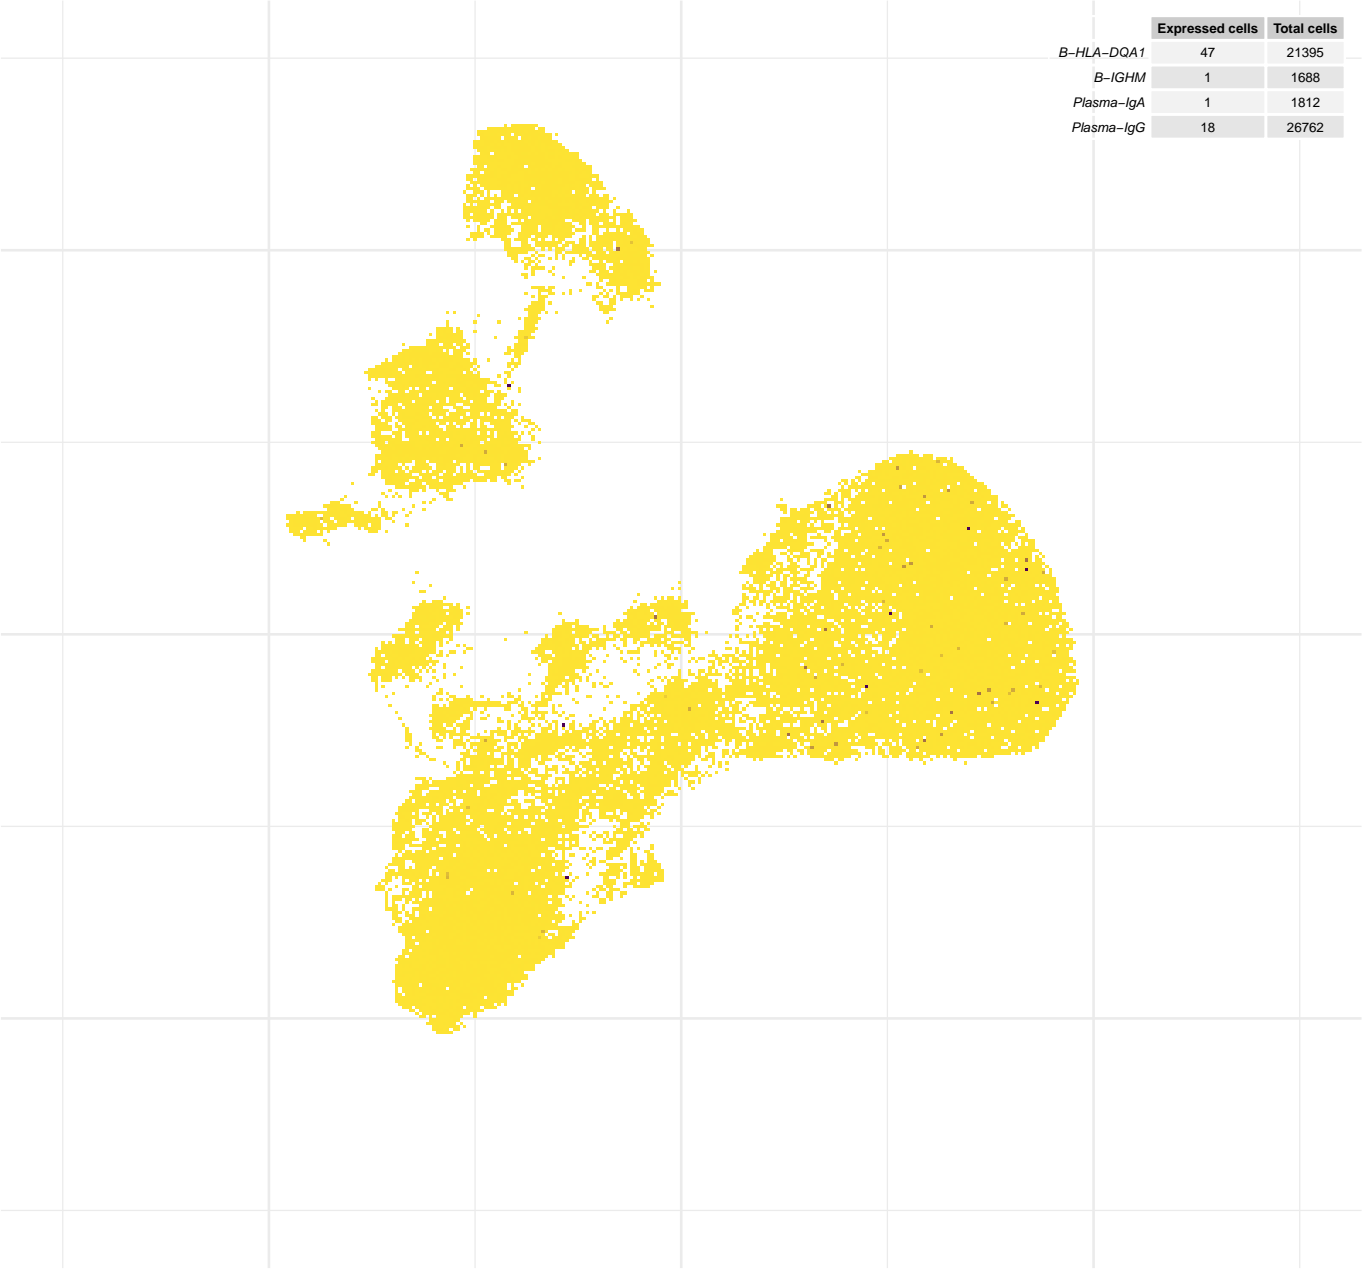 Expressed cells Total cells
B−HLA−DQA1 47 21395
B−IGHM 1 1688
Plasma−IgA 1 1812
Plasma−IgG 18 26762